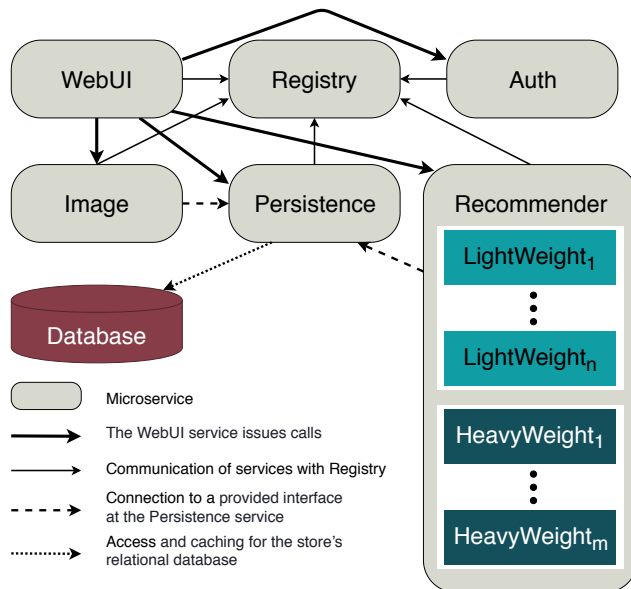 WebUI
Registry
Auth
Image
Persistence
Recommender
LightWeight₁
LightWeightₙ
HeavyWeight₁
HeavyWeightₘ
Database
Microservice
The WebUI service issues calls
Communication of services with Registry
Connection to a provided interface
at the Persistence service
Access and caching for the store's
relational database